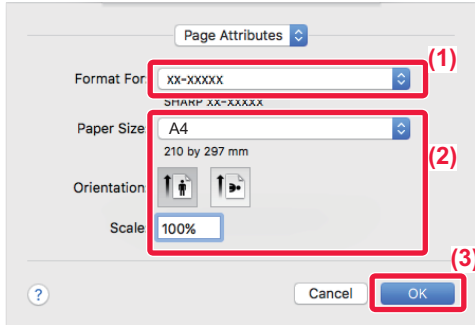 Page Attributes
(1)
Format For: xx-xxxxx
SHARP xx-xxxxx
Paper Size: A4
210 by 297 mm
(2)
Orientation:
Scale: 100%
(3)
? Cancel OK